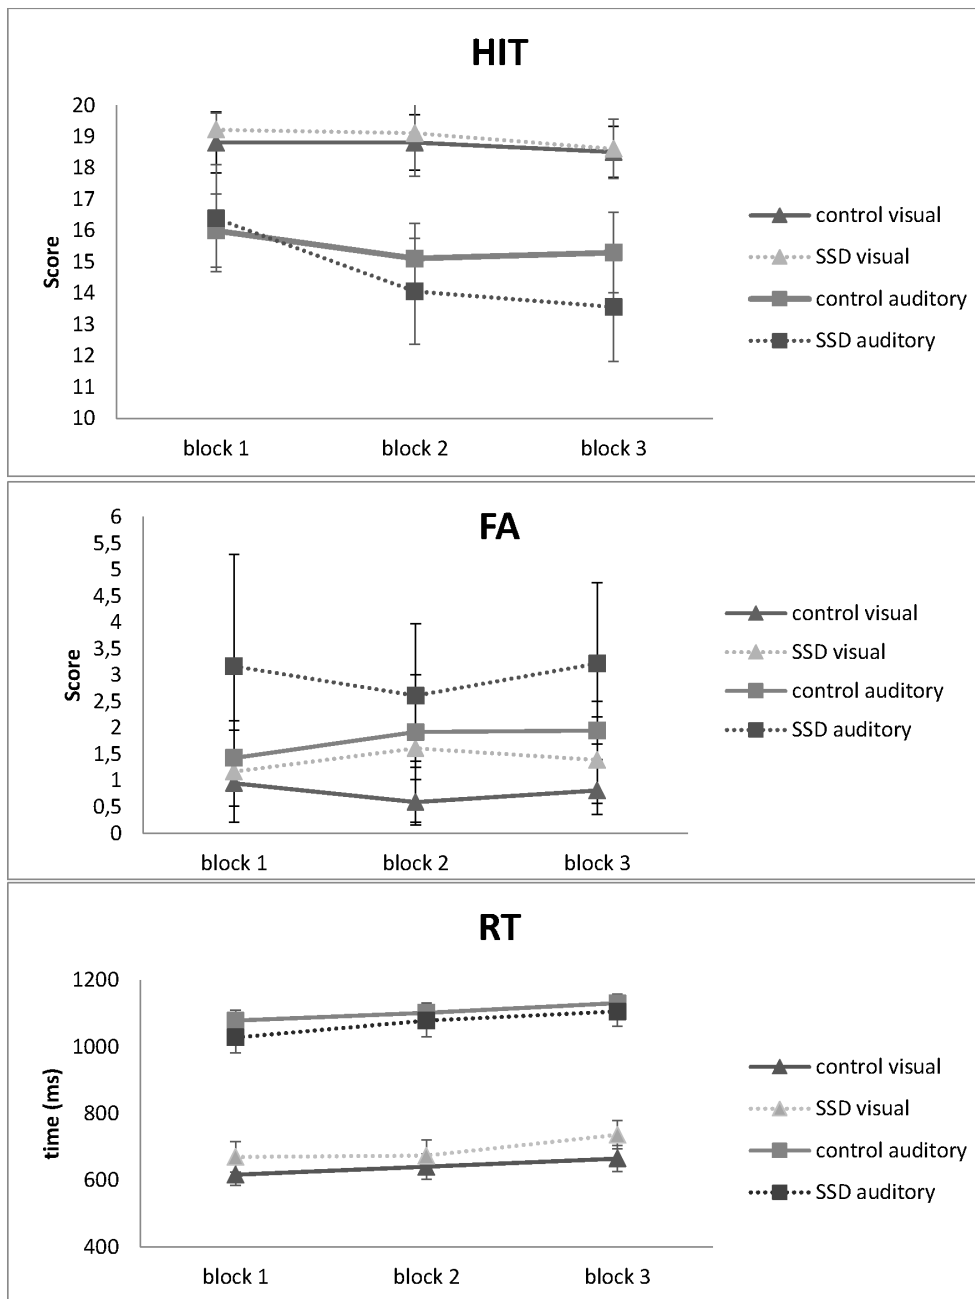 HIT
Score
20
19
18
17
16
15
14
13
12
11
10
block 1
block 2
block 3
control visual
SSD visual
control auditory
SSD auditory
FA
Score
6
5,5
5
4,5
4
3,5
3
2,5
2
1,5
1
0,5
0
block 1
block 2
block 3
control visual
SSD visual
control auditory
SSD auditory
RT
time (ms)
1200
1000
800
600
400
block 1
block 2
block 3
control visual
SSD visual
control auditory
SSD auditory